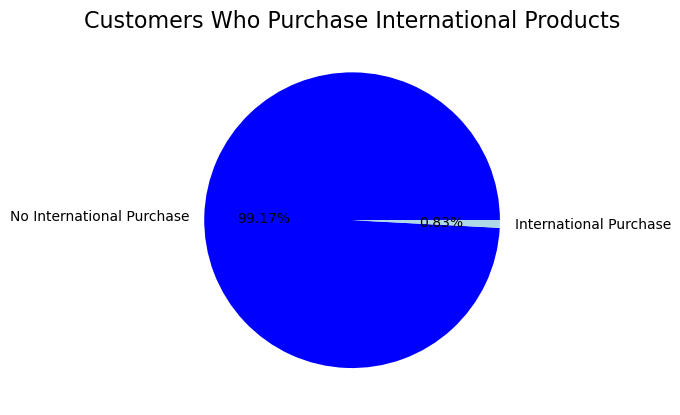 Customers Who Purchase International Products
No International Purchase
99.17%
0.83%
International Purchase